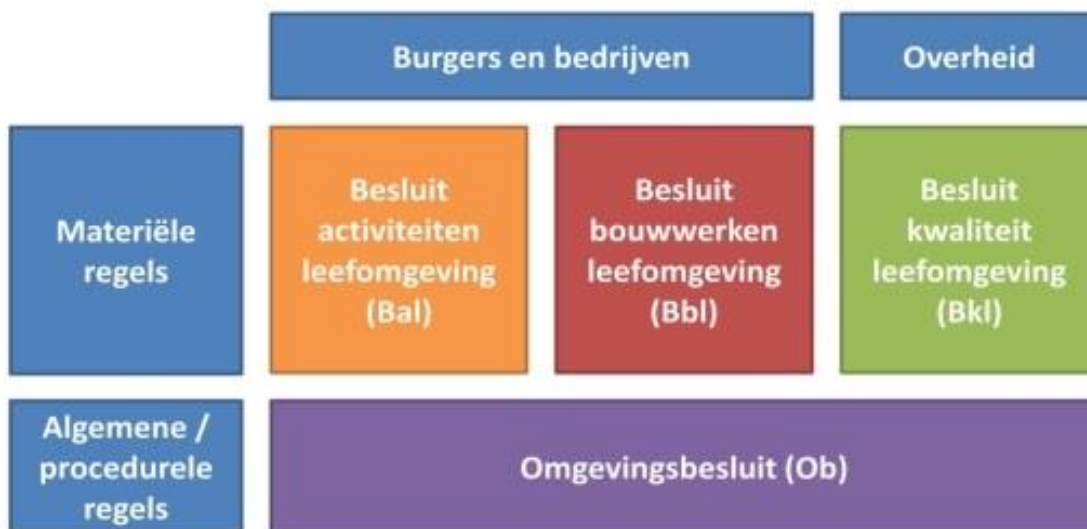 Burgers en bedrijven
Overheid
Materiële
regels
Besluit
activiteiten
leefomgeving
(Bal)
Besluit
bouwwerken
leefomgeving
(Bbl)
Besluit
kwaliteit
leefomgeving
(Bkl)
Algemene /
procedurele
regels
Omgevingsbesluit (Ob)